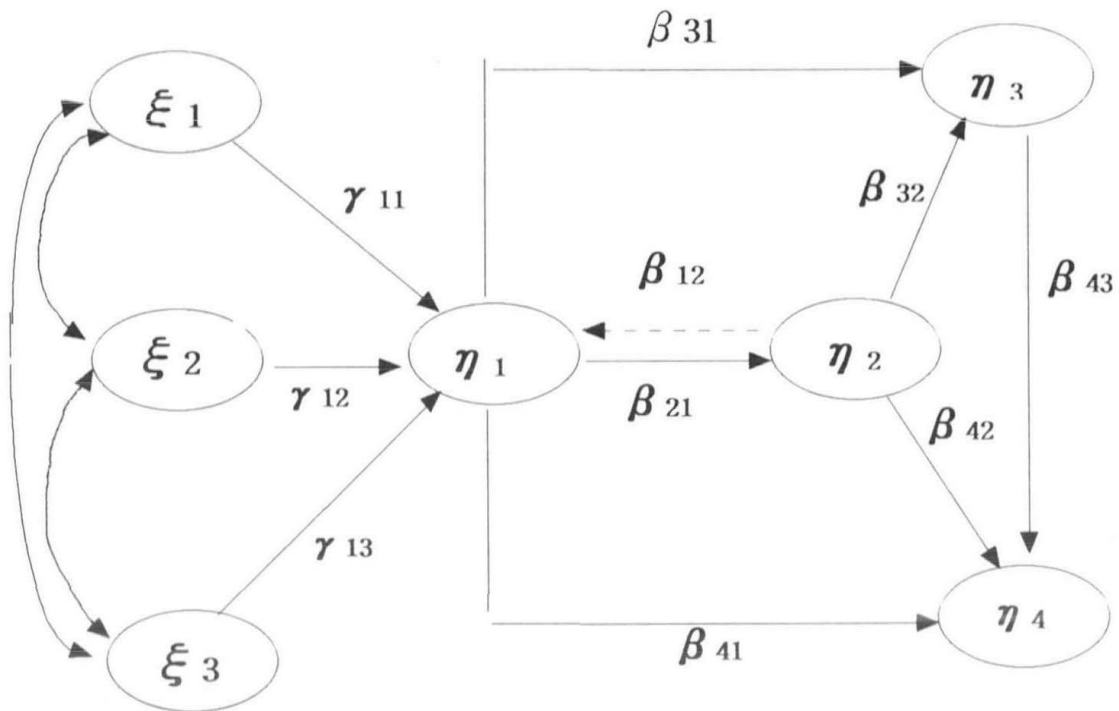 β 31
η 3
ξ 1
γ 11
β 32
β 12
β 43
ξ 2
γ 12
η 1
η 2
β 21
β 42
γ 13
η 4
β 41
ξ 3